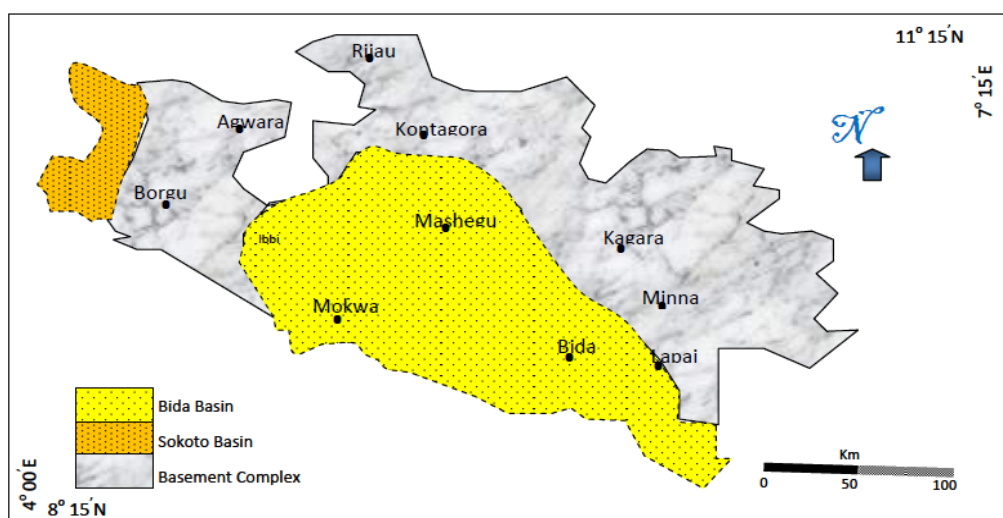 11° 15'N
7° 15'E
Rijau
N
Agwara
Kontagora
Borgu
Mashegu
Ibbi
Kagara
Minna
Mokwa
Bida
Lapai
Bida Basin
Sokoto Basin
Basement Complex
Km
0 50 100
4° 00'E
8° 15'N